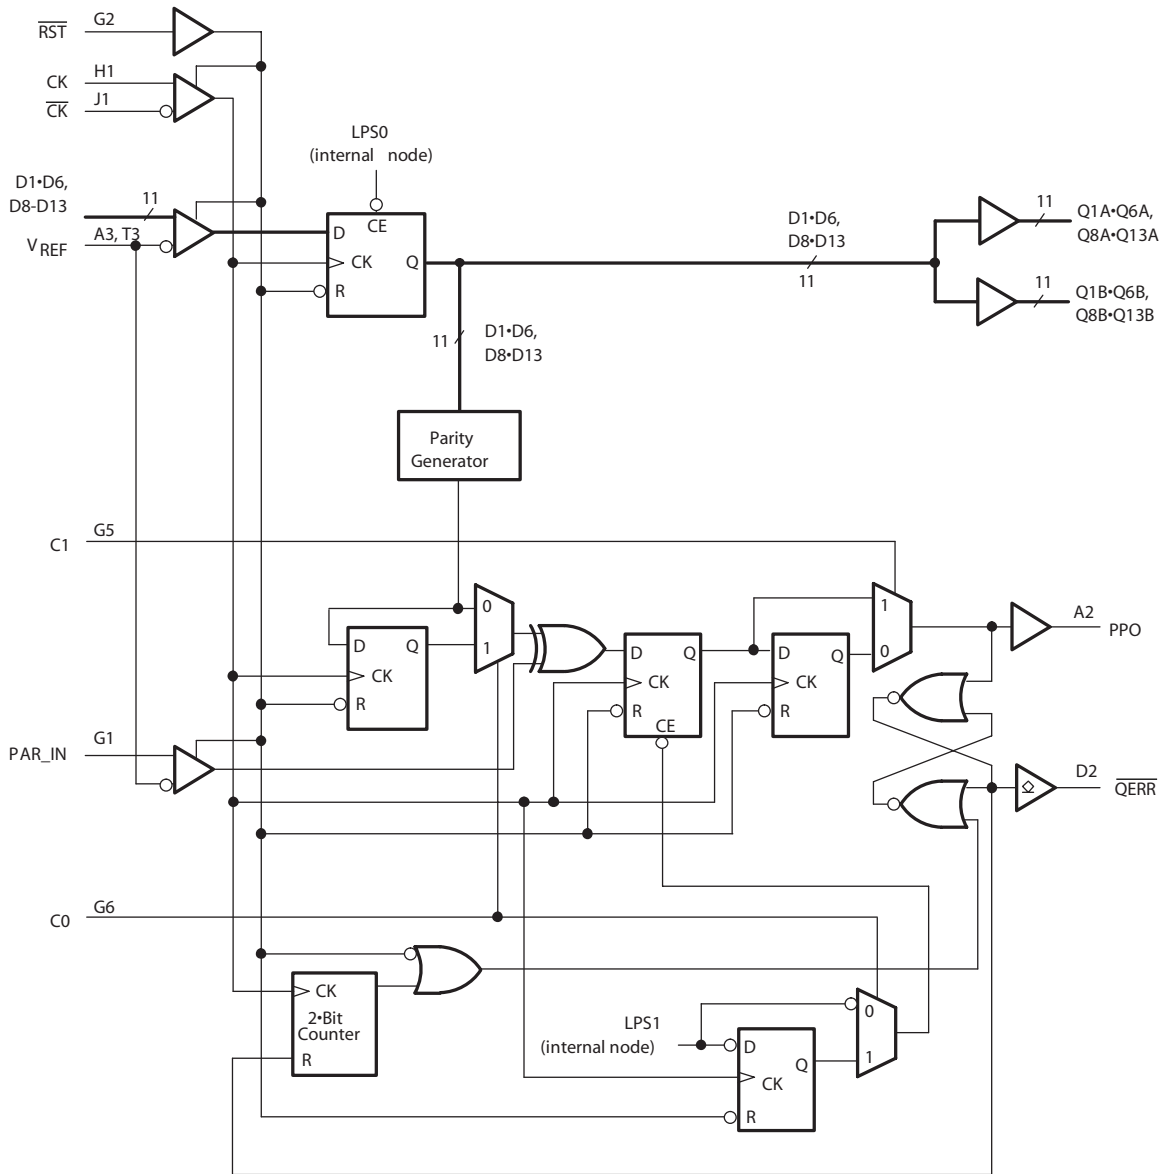 RST G2
CK H1
CK J1
LPS0
(internal node)
D1•D6,
D8-D13
11
VREF A3, T3
D
CE
CK
Q
R
D1•D6,
D8•D13
11
11
Q1A•Q6A,
Q8A•Q13A
11
Q1B•Q6B,
Q8B•Q13B
11
D1•D6,
D8•D13
Parity
Generator
C1 G5
0
1
D
Q
CK
R
D
Q
CK
R
CE
D
Q
CK
R
1
0
A2
PPO
PAR_IN G1
D2
QERR
C0 G6
CK
2•Bit
Counter
R
LPS1
(internal node)
D
Q
CK
R
0
1